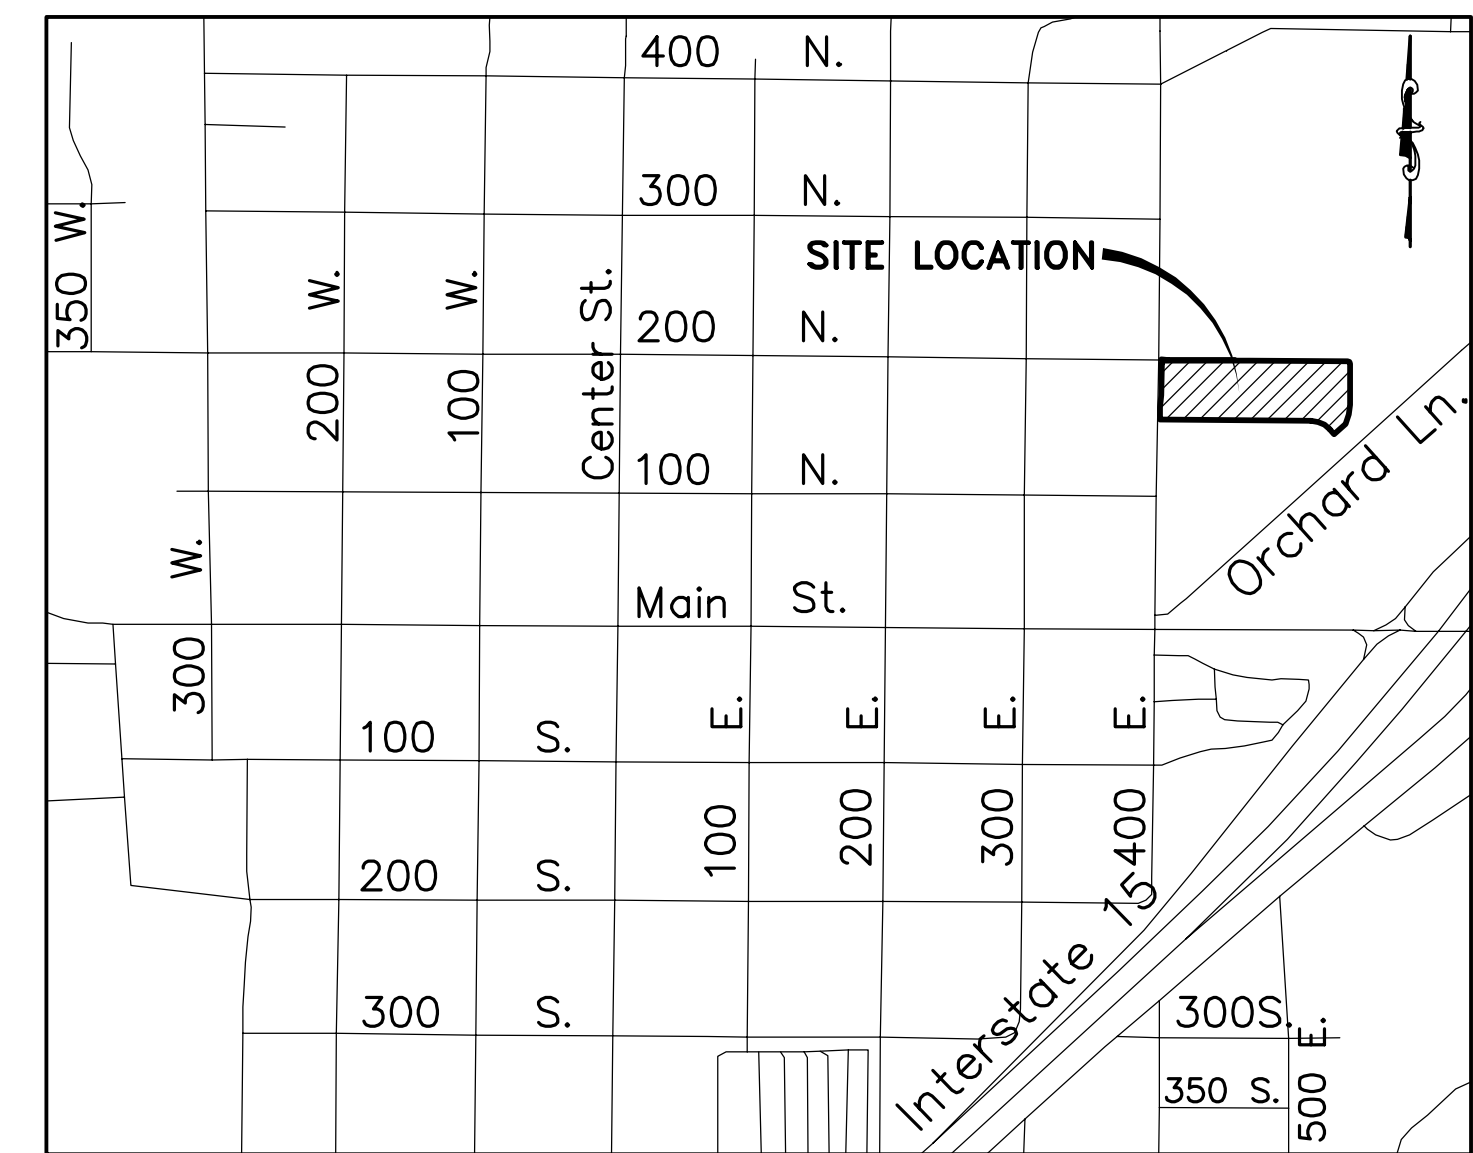 400 N.
300 N.
350 W.
SITE LOCATION
200 W.
100 W.
Center St.
200 N.
100 N.
Orchard Ln.
300 W.
Main St.
100 S.
100 E.
200 E.
300 E.
400 E.
200 S.
Interstate 15
300 S.
300S.
350 S.
500 E.